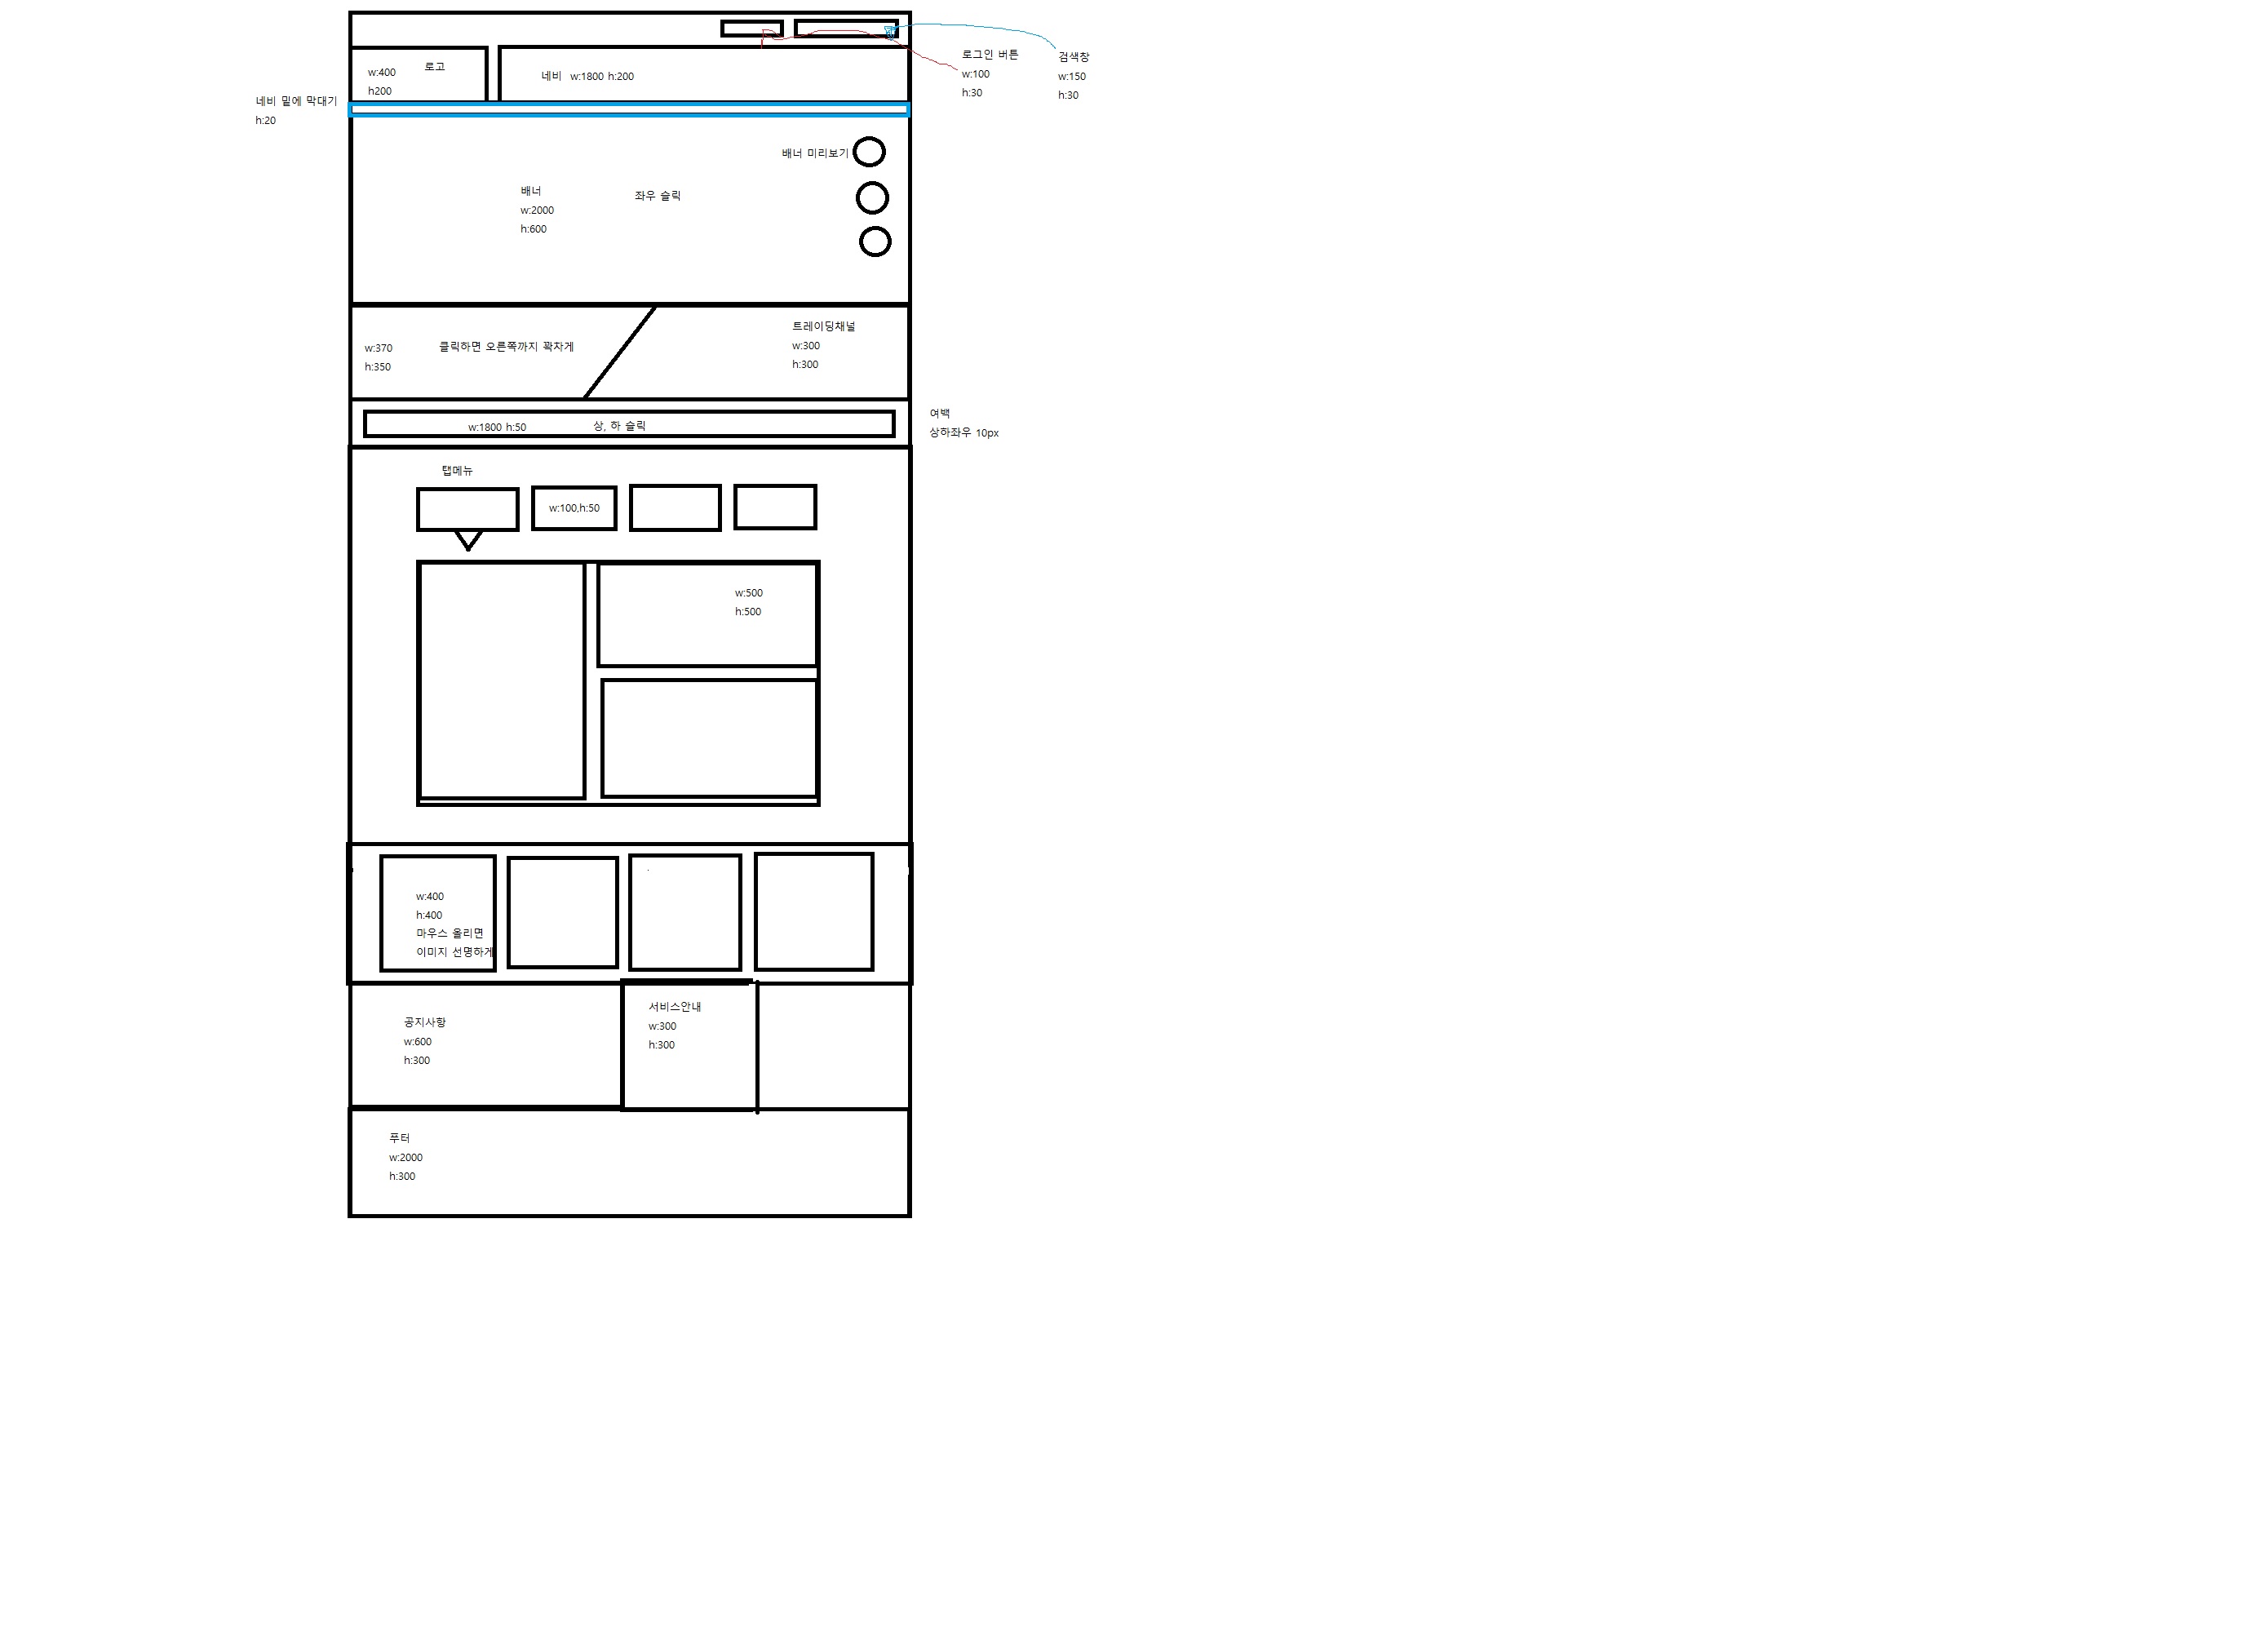 로그인 버튼
w:100
h:30
검색창
w:150
h:30
로고
w:400
h200
네비 w:1800 h:200
네비 밑에 막대기
h:20
배너 미리보기
배너
w:2000
h:600
좌우 슬릭
w:370
h:350
클릭하면 오른쪽까지 꽉차게
트레이딩채널
w:300
h:300
w:1800 h:50
상, 하 슬릭
여백
상하좌우 10px
탭메뉴
w:100,h:50
w:500
h:500
w:400
h:400
마우스 올리면
이미지 선명하게
공지사항
w:600
h:300
서비스안내
w:300
h:300
푸터
w:2000
h:300